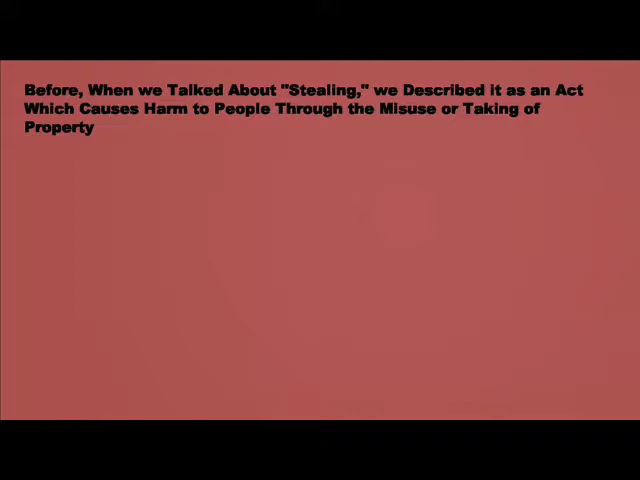 Before, When we Talked About "Stealing," we Described it as an Act
Which Causes Harm to People Through the Misuse or Taking of
Property